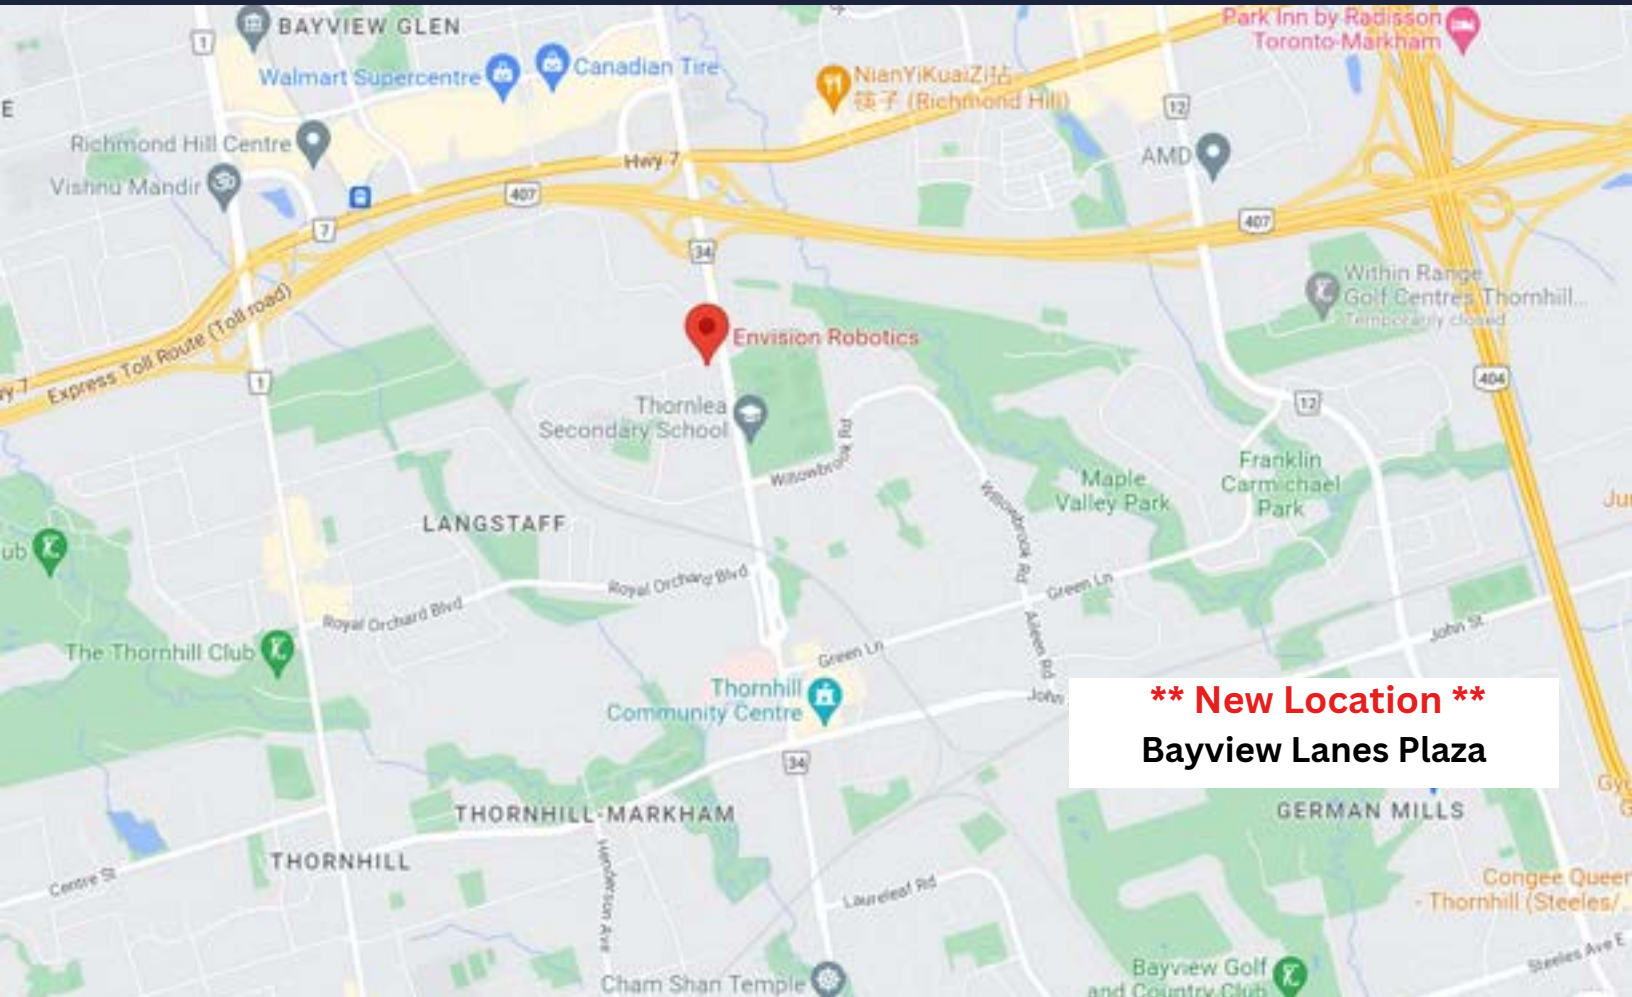 BAYVIEW GLEN
1
Park Inn by Radisson
Toronto-Markham
Walmart Supercentre
Canadian Tire
NianYiKuaiZi拈
筷子 (Richmond Hill)
E
12
Richmond Hill Centre
Hwy 7
AMD
Vishnu Mandir
407
7
407
34
Within Range
Golf Centres Thornhill...
Temporarily closed
Express Toll Route (Toll road)
Envision Robotics
wy 7
1
404
12
Thornlea
Secondary School
Willowbrook Rd
Franklin
Carmichael
Park
Maple
Valley Park
Willowbrook Rd
Jun
LANGSTAFF
ub
Royal Orchard Blvd
Royal Orchard Blvd
Green Ln
Aileen Rd
John St
The Thornhill Club
Green Ln
Thornhill
Community Centre
John
** New Location **
Bayview Lanes Plaza
34
THORNHILL-MARKHAM
GERMAN MILLS
THORNHILL
Centre St
Henderson Ave
Laureleaf Rd
Congee Queen
- Thornhill (Steeles/...
Steeles Ave E
Cham Shan Temple
Bayview Golf
and Country Club